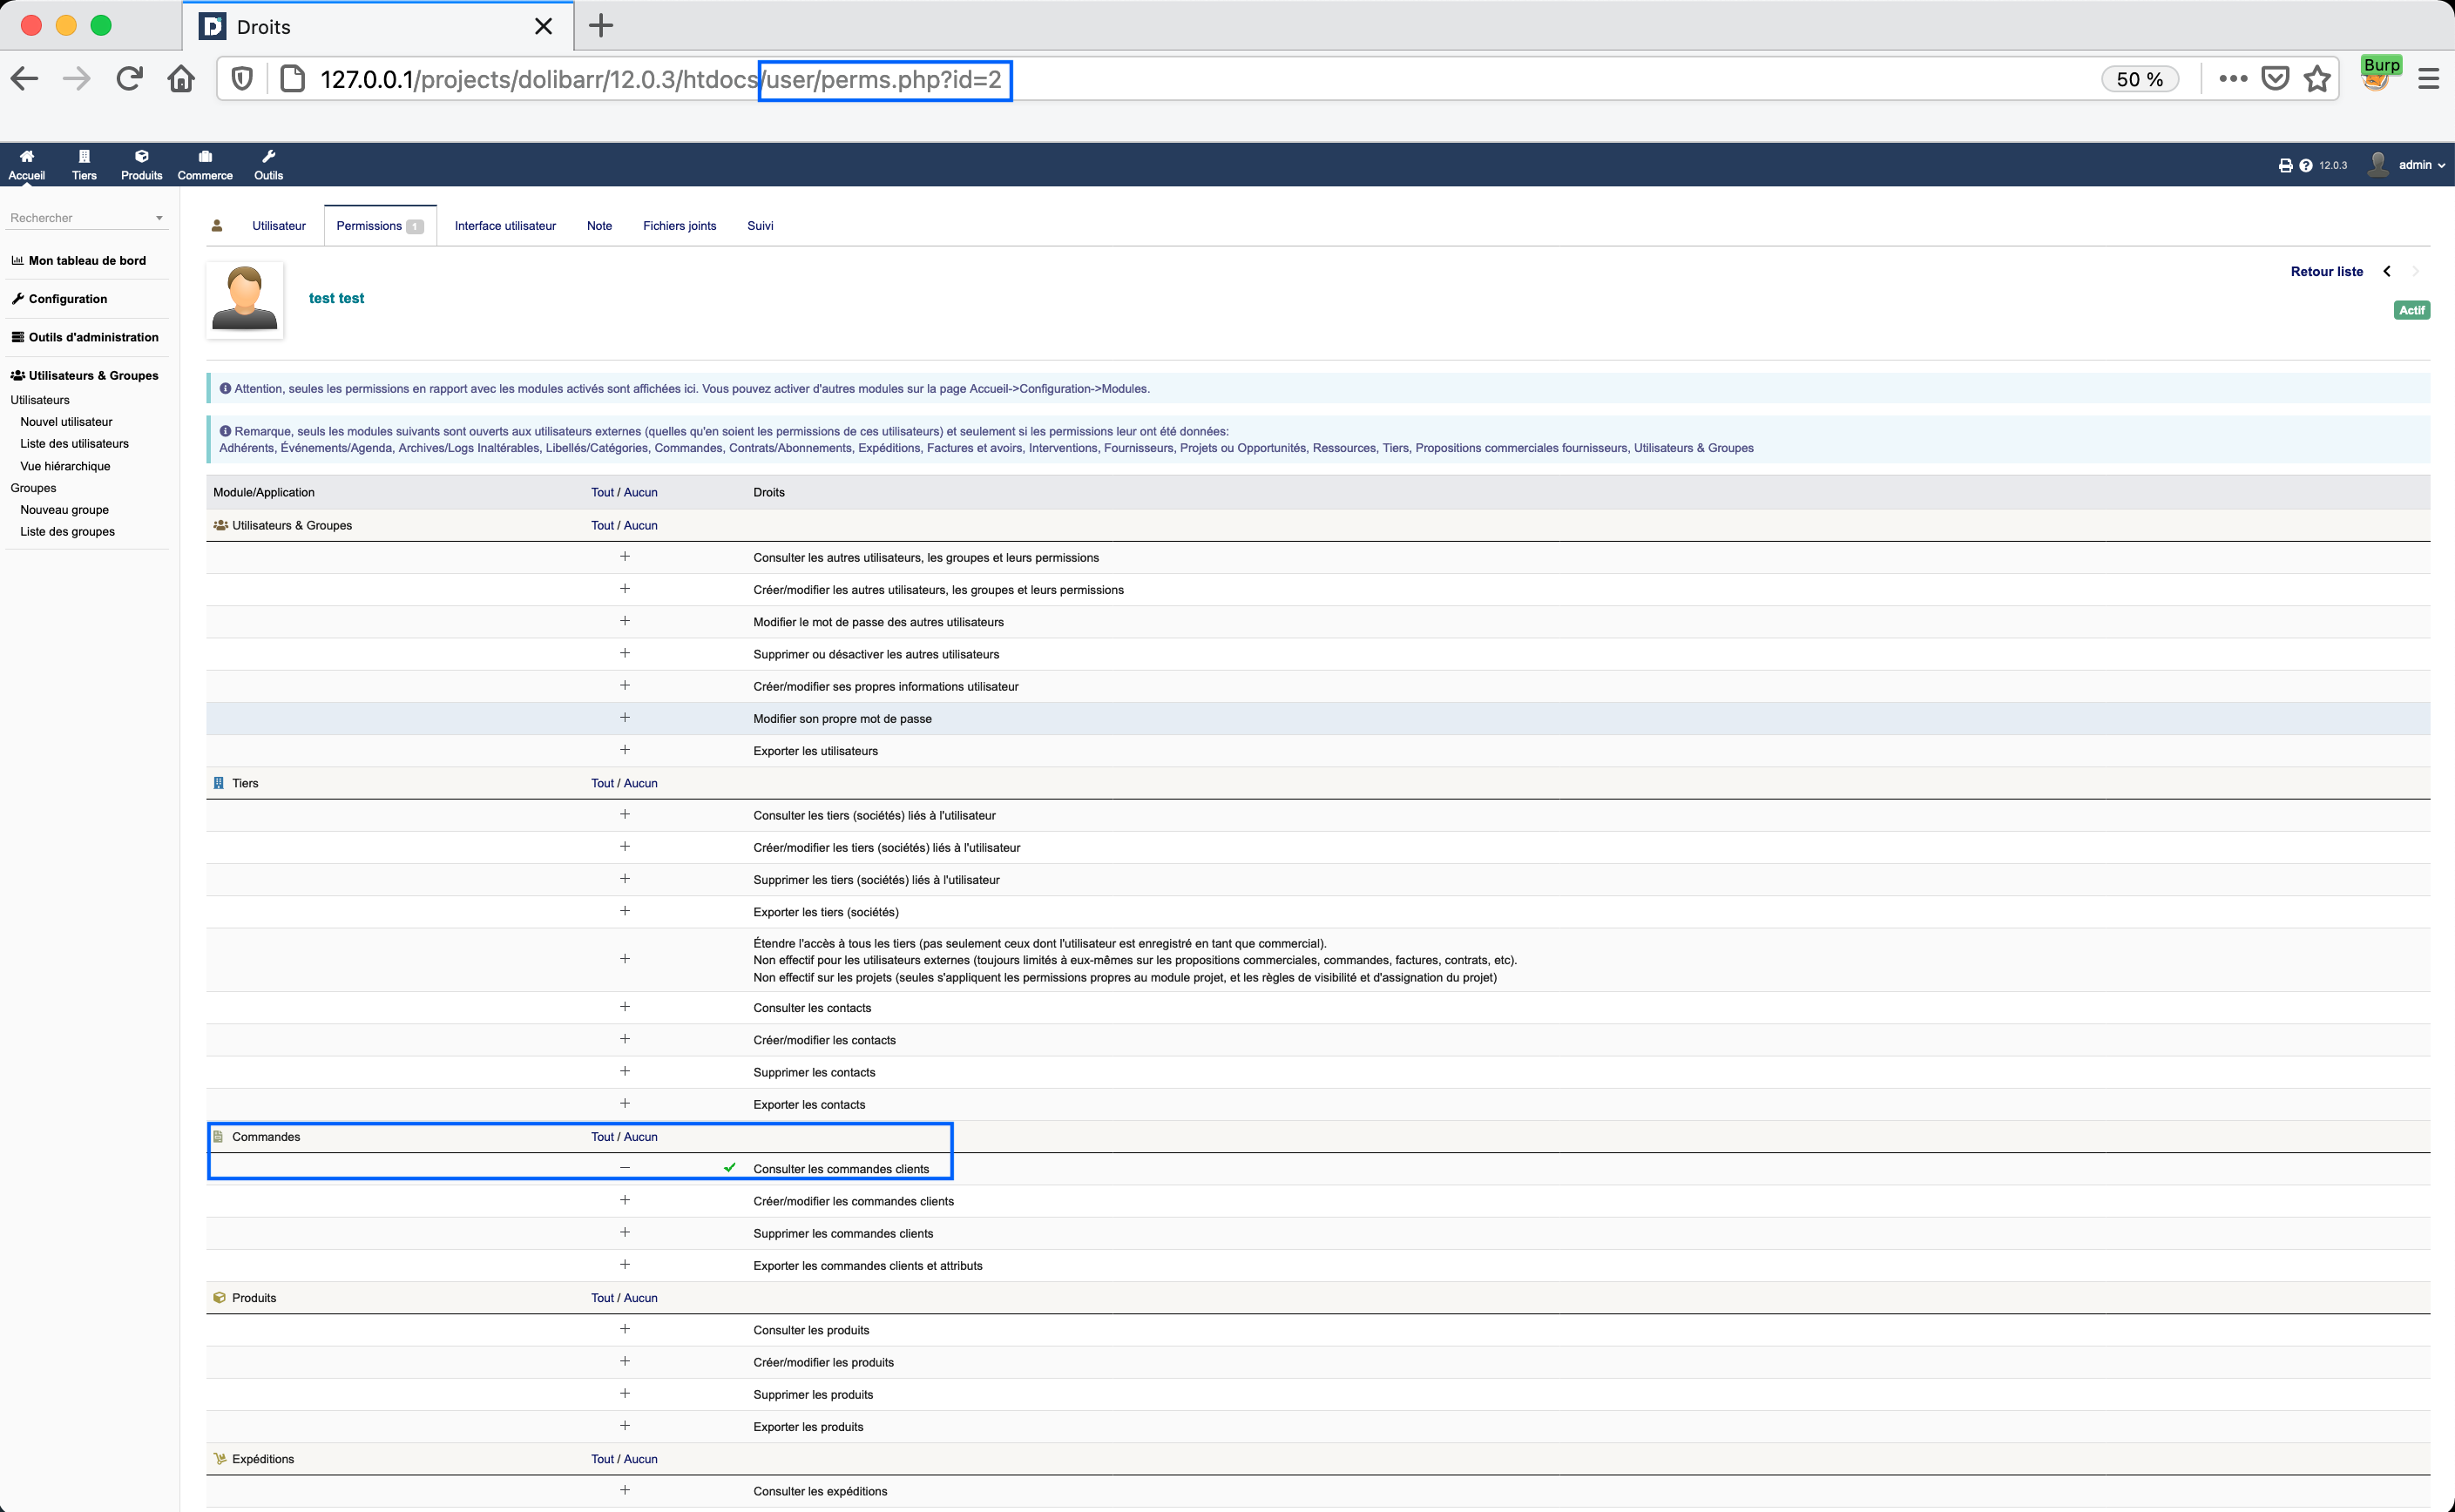 Droits
127.0.0.1/projects/dolibarr/12.0.3/htdocs/user/perms.php?id=2
50 %
Burp
Accueil
Tiers
Produits
Commerce
Outils
12.0.3
admin
Rechercher
Mon tableau de bord
Configuration
Outils d'administration
Utilisateurs & Groupes
Utilisateurs
Nouvel utilisateur
Liste des utilisateurs
Vue hiérarchique
Groupes
Nouveau groupe
Liste des groupes
Utilisateur
Permissions 1
Interface utilisateur
Note
Fichiers joints
Suivi
test test
Retour liste
Actif
Attention, seules les permissions en rapport avec les modules activés sont affichées ici. Vous pouvez activer d'autres modules sur la page Accueil->Configuration->Modules.
Remarque, seuls les modules suivants sont ouverts aux utilisateurs externes (quelles qu'en soient les permissions de ces utilisateurs) et seulement si les permissions leur ont été données:
Adhérents, Événements/Agenda, Archives/Logs Inaltérables, Libellés/Catégories, Commandes, Contrats/Abonnements, Expéditions, Factures et avoirs, Interventions, Fournisseurs, Projets ou Opportunités, Ressources, Tiers, Propositions commerciales fournisseurs, Utilisateurs & Groupes
Module/Application Tout / Aucun Droits
Utilisateurs & Groupes Tout / Aucun
Consulter les autres utilisateurs, les groupes et leurs permissions
Créer/modifier les autres utilisateurs, les groupes et leurs permissions
Modifier le mot de passe des autres utilisateurs
Supprimer ou désactiver les autres utilisateurs
Créer/modifier ses propres informations utilisateur
Modifier son propre mot de passe
Exporter les utilisateurs
Tiers Tout / Aucun
Consulter les tiers (sociétés) liés à l'utilisateur
Créer/modifier les tiers (sociétés) liés à l'utilisateur
Supprimer les tiers (sociétés) liés à l'utilisateur
Exporter les tiers (sociétés)
Étendre l'accès à tous les tiers (pas seulement ceux dont l'utilisateur est enregistré en tant que commercial).
Non effectif pour les utilisateurs externes (toujours limités à eux-mêmes sur les propositions commerciales, commandes, factures, contrats, etc).
Non effectif sur les projets (seules s'appliquent les permissions propres au module projet, et les règles de visibilité et d'assignation du projet)
Consulter les contacts
Créer/modifier les contacts
Supprimer les contacts
Exporter les contacts
Commandes Tout / Aucun
Consulter les commandes clients
Créer/modifier les commandes clients
Supprimer les commandes clients
Exporter les commandes clients et attributs
Produits Tout / Aucun
Consulter les produits
Créer/modifier les produits
Supprimer les produits
Exporter les produits
Expéditions Tout / Aucun
Consulter les expéditions